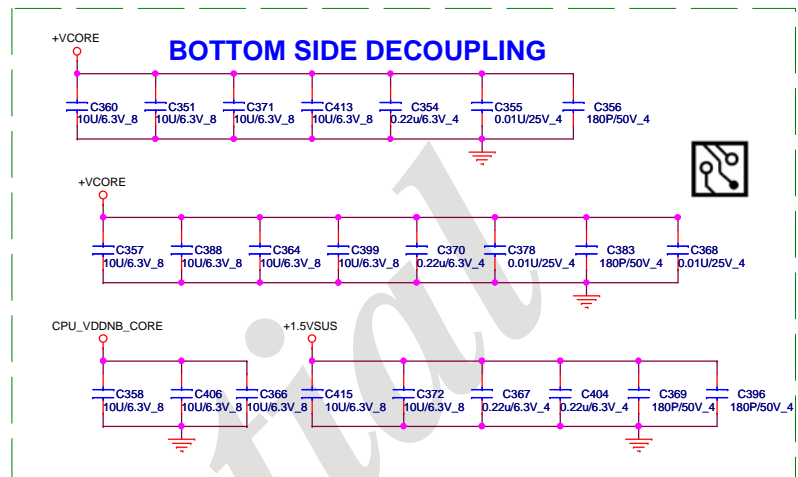 +VCORE
BOTTOM SIDE DECOUPLING
C360 C351 C371 C413 C354 C355 C356
10U/6.3V_8 10U/6.3V_8 10U/6.3V_8 10U/6.3V_8 0.22u/6.3V_4 0.01U/25V_4 180P/50V_4
+VCORE
C357 C388 C364 C399 C370 C378 C383 C368
10U/6.3V_8 10U/6.3V_8 10U/6.3V_8 10U/6.3V_8 0.22u/6.3V_4 0.01U/25V_4 180P/50V_4 0.01U/25V_4
CPU_VDDNB_CORE +1.5VSUS
C358 C406 C366 C415 C372 C367 C404 C369 C396
10U/6.3V_8 10U/6.3V_8 10U/6.3V_8 10U/6.3V_8 10U/6.3V_8 0.22u/6.3V_4 0.22u/6.3V_4 180P/50V_4 180P/50V_4
tial